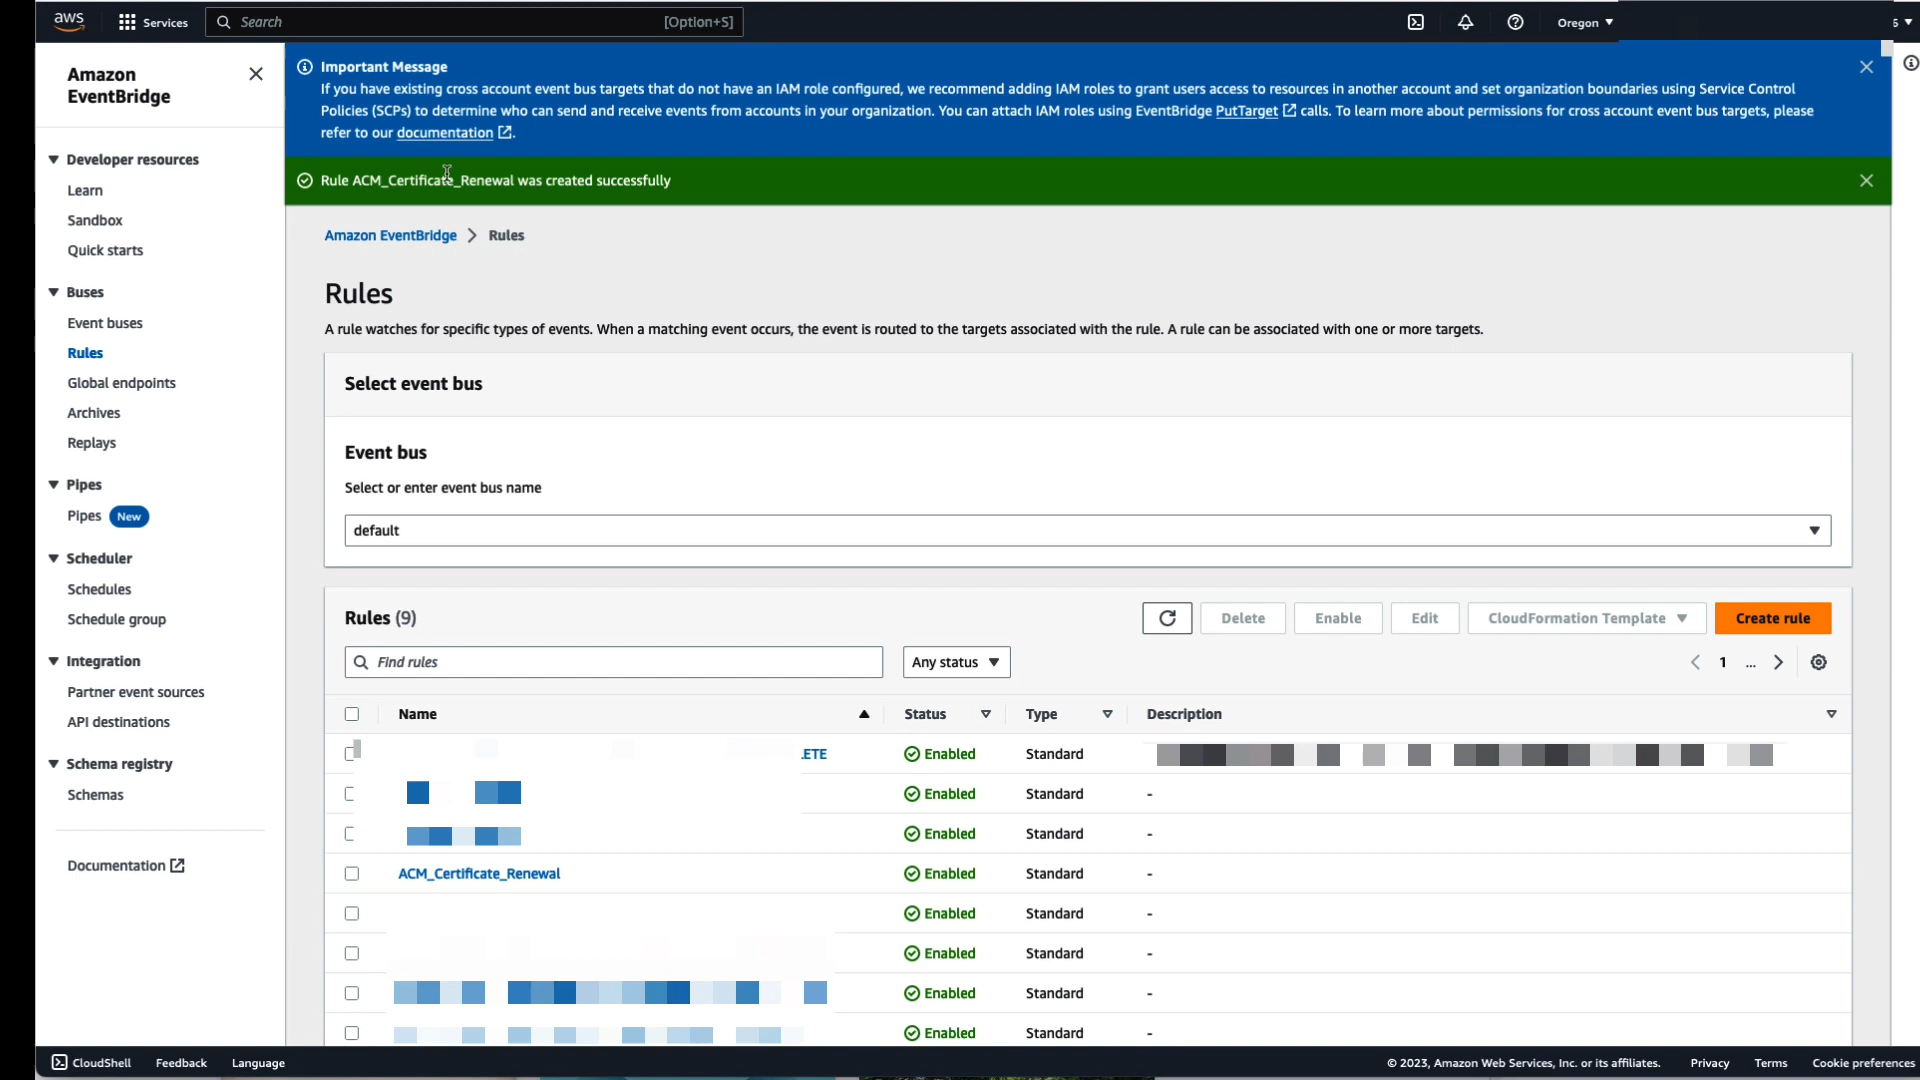 aws
Services
Search
[Option+S]
Oregon
Amazon
EventBridge
Developer resources
Learn
Sandbox
Quick starts
Buses
Event buses
Rules
Global endpoints
Archives
Replays
Pipes
Pipes
New
Scheduler
Schedules
Schedule group
Integration
Partner event sources
API destinations
Schema registry
Schemas
Documentation
Important Message
If you have existing cross account event bus targets that do not have an IAM role configured, we recommend adding IAM roles to grant users access to resources in another account and set organization boundaries using Service Control
Policies (SCPs) to determine who can send and receive events from accounts in your organization. You can attach IAM roles using EventBridge PutTarget calls. To learn more about permissions for cross account event bus targets, please
refer to our documentation .
Rule ACM_Certificate_Renewal was created successfully
Amazon EventBridge > Rules
Rules
A rule watches for specific types of events. When a matching event occurs, the event is routed to the targets associated with the rule. A rule can be associated with one or more targets.
Select event bus
Event bus
Select or enter event bus name
default
Rules (9)
Delete
Enable
Edit
CloudFormation Template
Create rule
Find rules
Any status
1 ...
Name Status Type Description
LETE Enabled Standard
Enabled Standard -
Enabled Standard -
ACM_Certificate_Renewal Enabled Standard -
Enabled Standard -
Enabled Standard -
Enabled Standard -
Enabled Standard -
CloudShell Feedback Language
© 2023, Amazon Web Services, Inc. or its affiliates. Privacy Terms Cookie preferences